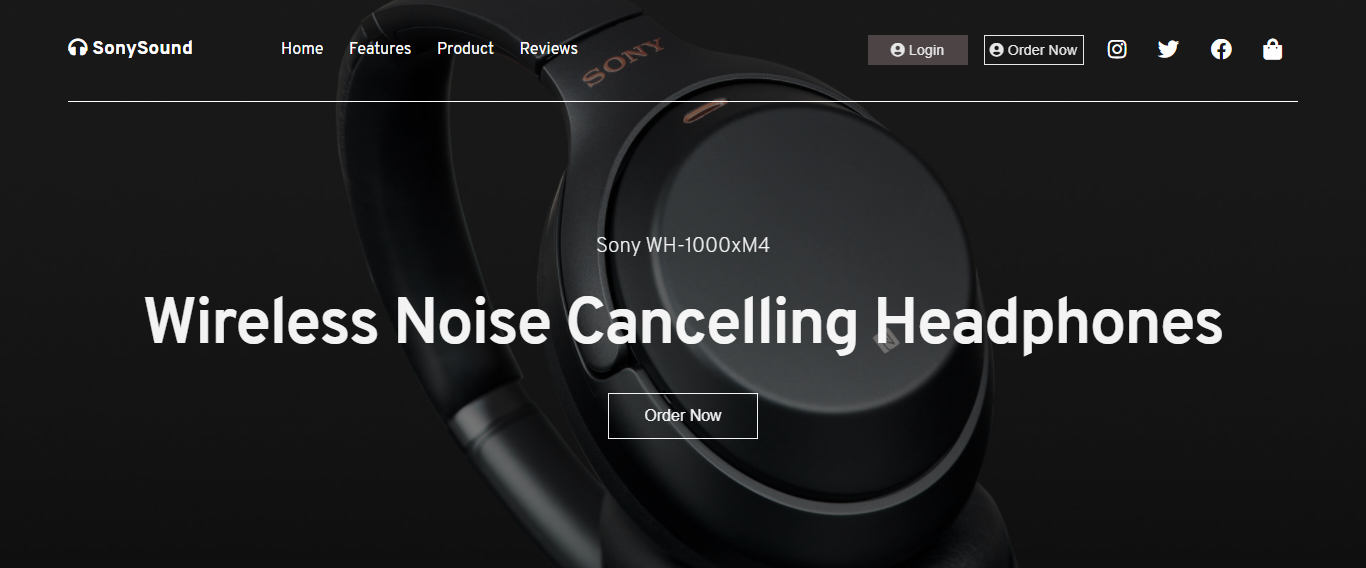 SonySound Home Features Product Reviews Login Order Now
SONY
Sony WH-1000xM4
Wireless Noise Cancelling Headphones
Order Now